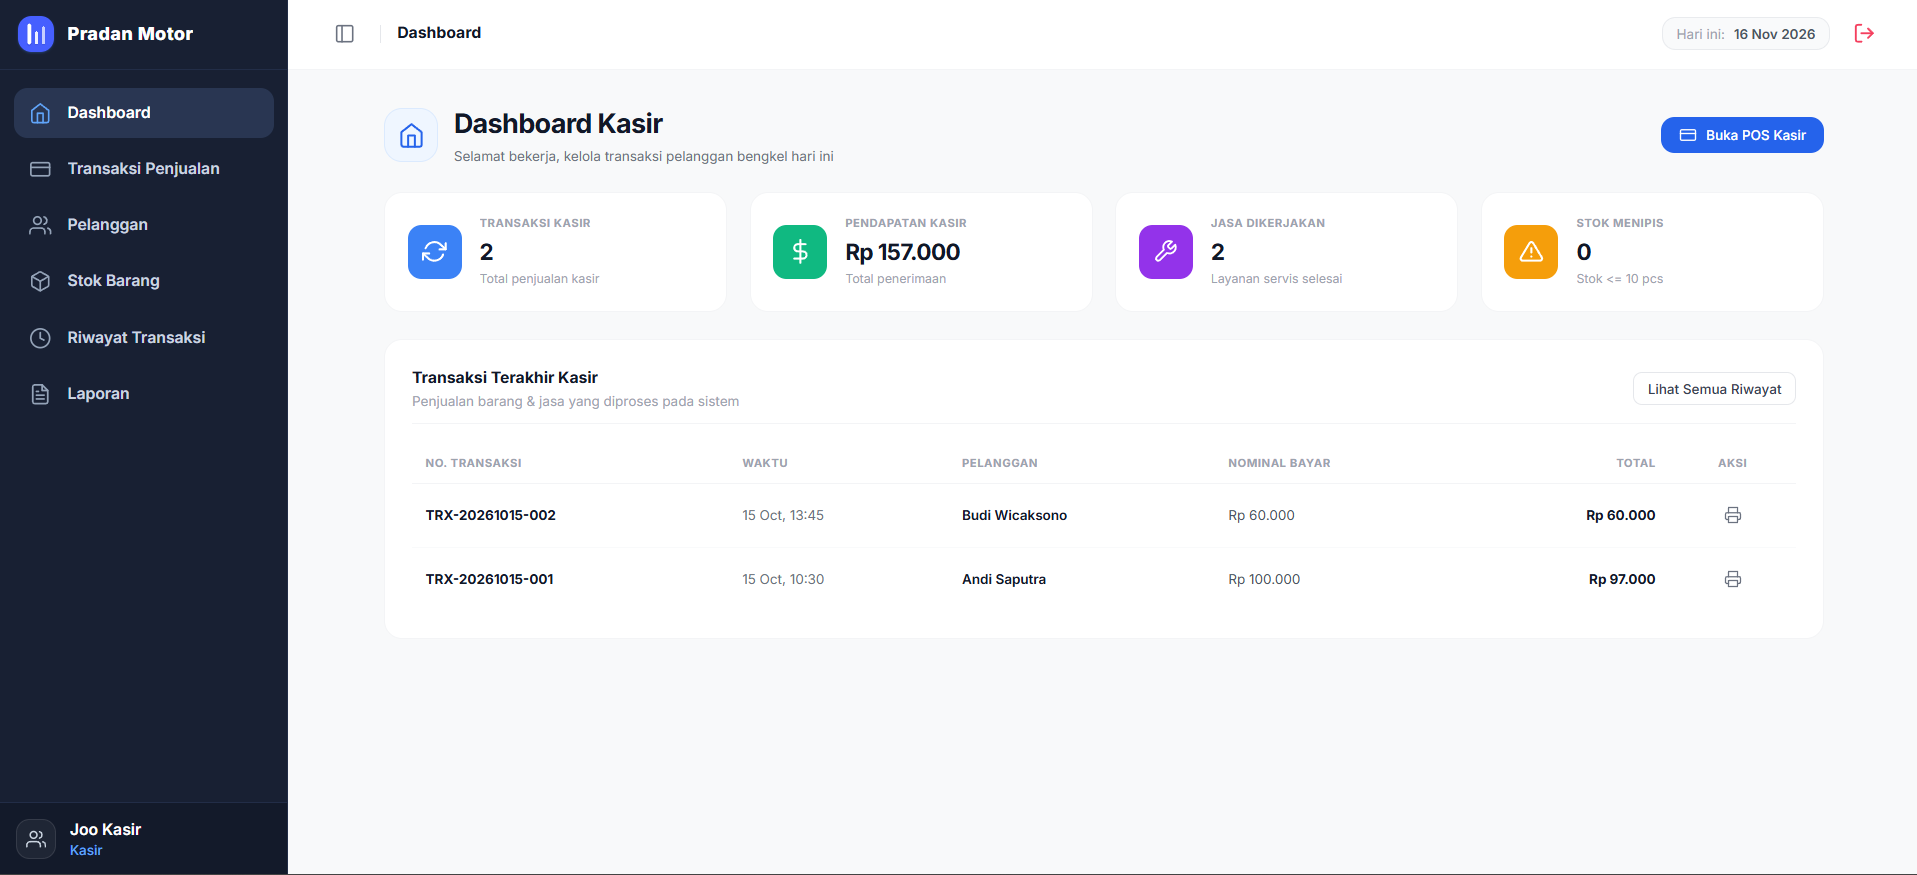 Pradan Motor
Dashboard
Transaksi Penjualan
Pelanggan
Stok Barang
Riwayat Transaksi
Laporan
Joo Kasir
Kasir
Dashboard
Hari ini: 16 Nov 2026
Dashboard Kasir
Selamat bekerja, kelola transaksi pelanggan bengkel hari ini
Buka POS Kasir
TRANSAKSI KASIR
2
Total penjualan kasir
PENDAPATAN KASIR
Rp 157.000
Total penerimaan
JASA DIKERJAKAN
2
Layanan servis selesai
STOK MENIPIS
0
Stok <= 10 pcs
Transaksi Terakhir Kasir
Penjualan barang & jasa yang diproses pada sistem
Lihat Semua Riwayat
NO. TRANSAKSI WAKTU PELANGGAN NOMINAL BAYAR TOTAL AKSI
TRX-20261015-002 15 Oct, 13:45 Budi Wicaksono Rp 60.000 Rp 60.000
TRX-20261015-001 15 Oct, 10:30 Andi Saputra Rp 100.000 Rp 97.000